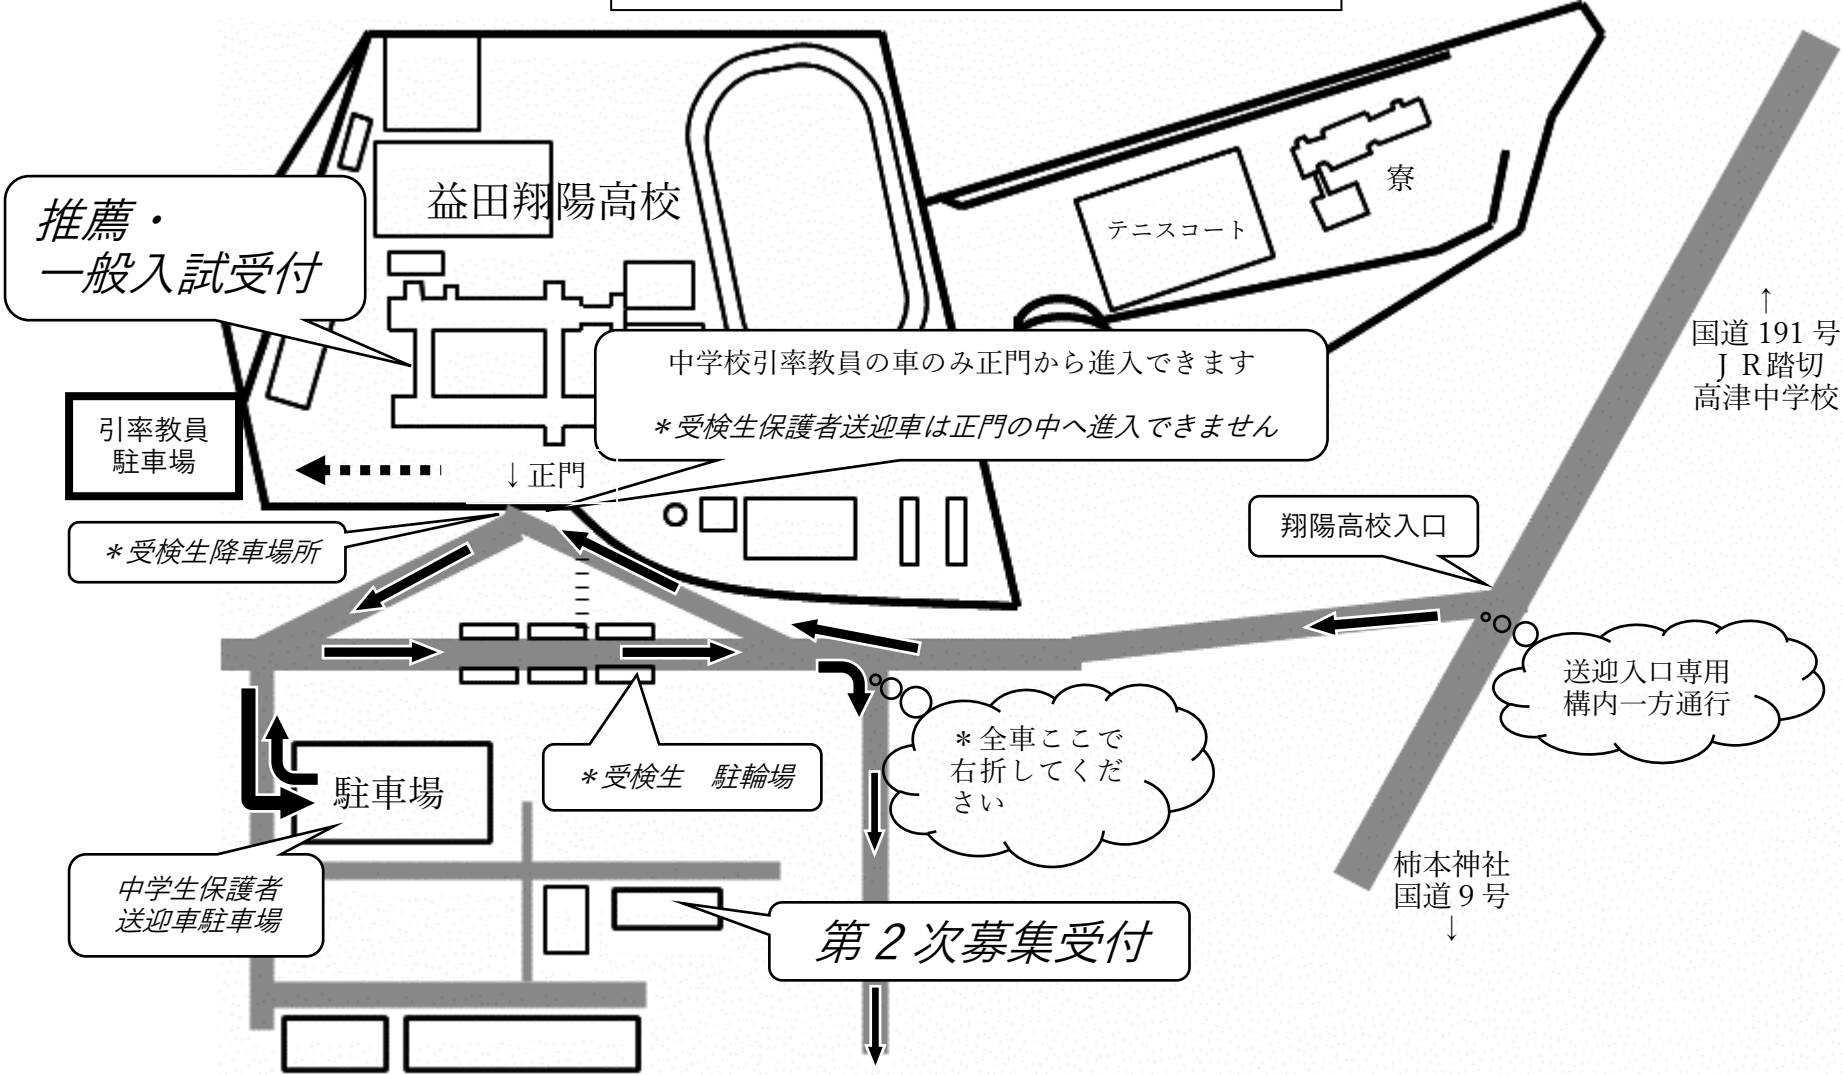 益田翔陽高校
推薦・
一般入試受付
寮
テニスコート
↑
国道 191 号
ＪＲ踏切
高津中学校
中学校引率教員の車のみ正門から進入できます
＊受検生保護者送迎車は正門の中へ進入できません
引率教員
駐車場
↓正門
＊受検生降車場所
翔陽高校入口
送迎入口専用
構内一方通行
＊全車ここで
右折してくだ
さい
＊受検生　駐輪場
駐車場
中学生保護者
送迎車駐車場
第２次募集受付
柿本神社
国道 9 号
↓